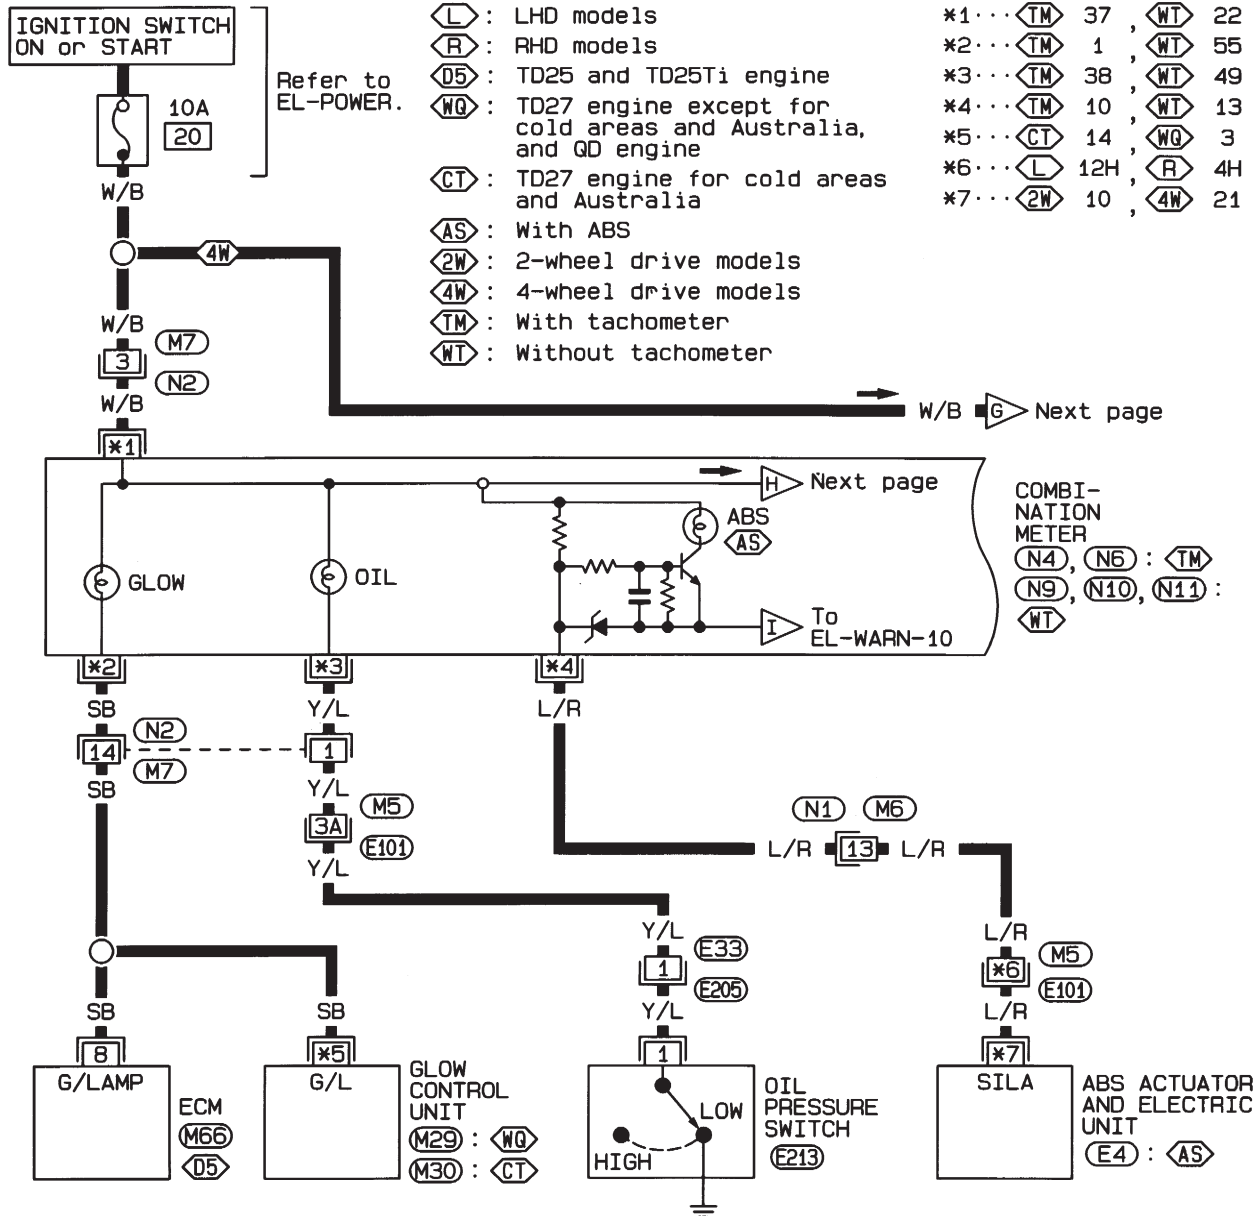 IGNITION SWITCH
ON or START
Refer to
EL-POWER.
10A
20
W/B
4W
L : LHD models
R : RHD models
D5 : TD25 and TD25Ti engine
WQ : TD27 engine except for
cold areas and Australia,
and QD engine
CT : TD27 engine for cold areas
and Australia
AS : With ABS
2W : 2-wheel drive models
4W : 4-wheel drive models
TM : With tachometer
WT : Without tachometer
*1··· TM 37 , WT 22
*2··· TM 1 , WT 55
*3··· TM 38 , WT 49
*4··· TM 10 , WT 13
*5··· CT 14 , WQ 3
*6··· L 12H , R 4H
*7··· 2W 10 , 4W 21
W/B
3
M7
N2
W/B
*1
W/B G Next page
H Next page
ABS
AS
GLOW
OIL
I To
EL-WARN-10
COMBI-
NATION
METER
N4 , N6 : TM
N9 , N10 , N11 :
WT
*2
*3
*4
SB
Y/L
L/R
N2
14
1
M7
SB
Y/L
M5
3A
E101
Y/L
N1
M6
L/R
13
L/R
Y/L
E33
1
E205
Y/L
L/R
M5
*6
E101
L/R
SB
SB
8
*5
1
*7
G/LAMP
ECM
M66
D5
G/L
GLOW
CONTROL
UNIT
M29 : WQ
M30 : CT
LOW
HIGH
OIL
PRESSURE
SWITCH
E213
SILA
ABS ACTUATOR
AND ELECTRIC
UNIT
E4 : AS